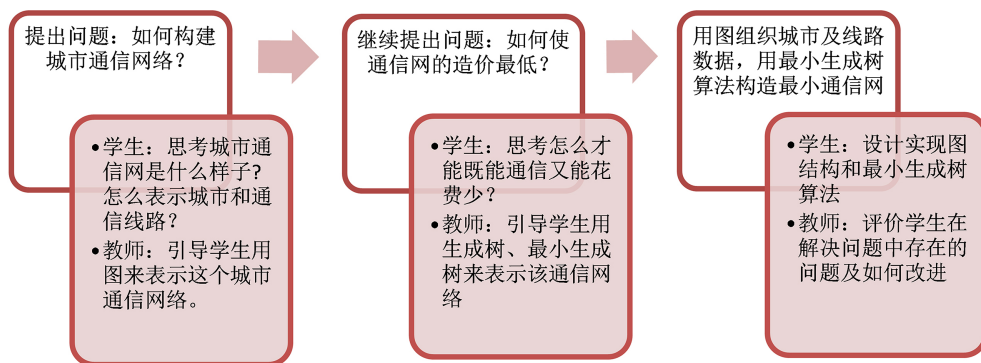 提出问题：如何构建
城市通信网络？
•学生：思考城市通
信网是什么样子?
怎么表示城市和通
信线路？
•教师：引导学生用
图来表示这个城市
通信网络。
继续提出问题：如何使
通信网的造价最低？
•学生：思考怎么才
能既能通信又能花
费少？
•教师：引导学生用
生成树、最小生成
树来表示该通信网
络
用图组织城市及线路
数据，用最小生成树
算法构造最小通信网
•学生：设计实现图
结构和最小生成树
算法
•教师：评价学生在
解决问题中存在的
问题及如何改进